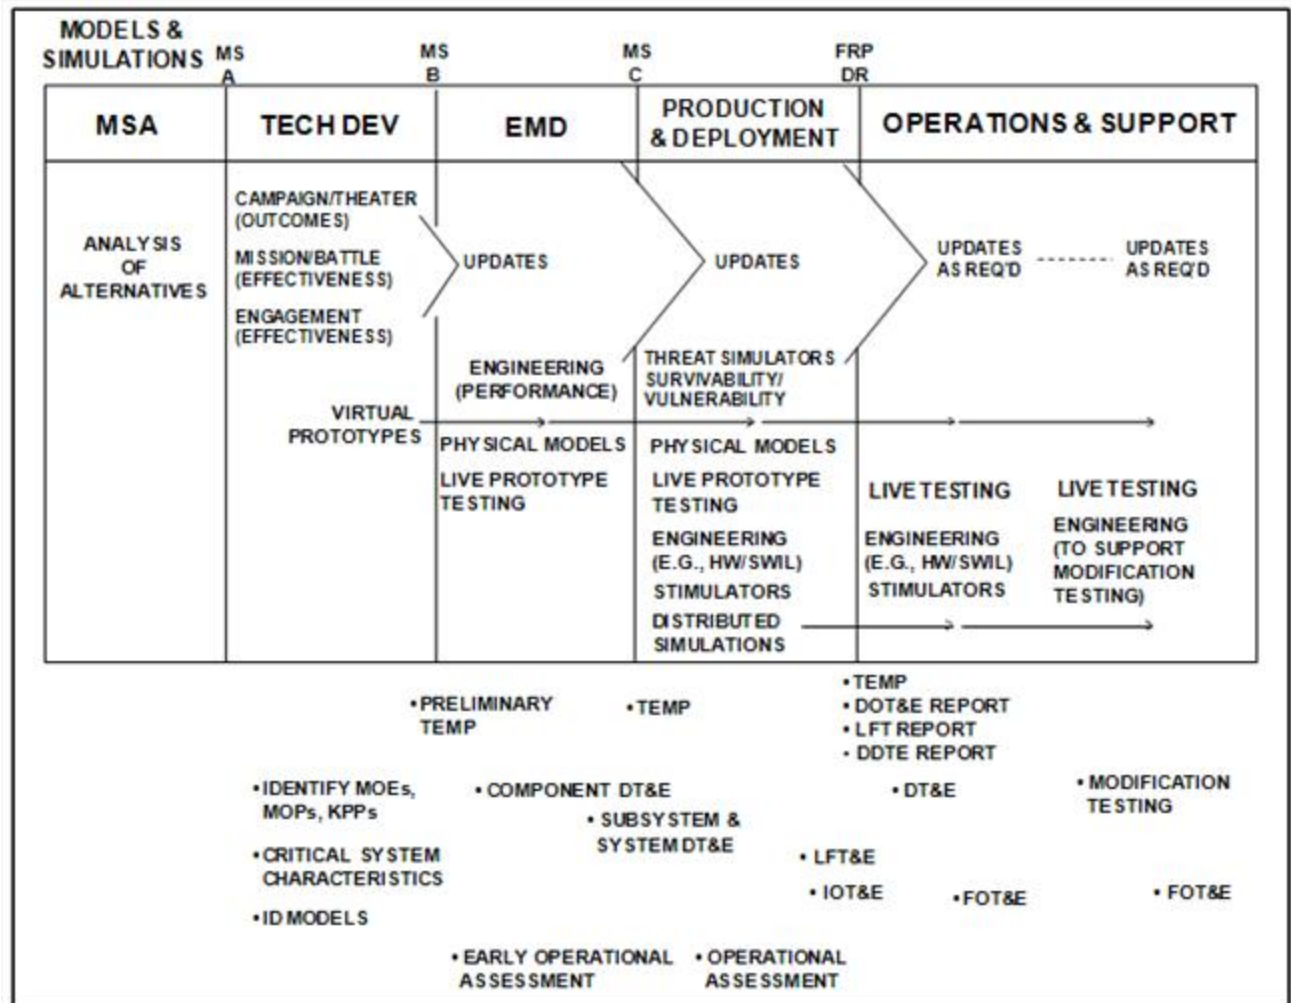 MODELS &
SIMULATIONS
MS
A
MS
B
MS
C
FRP
DR
MSA
TECH DEV
EMD
PRODUCTION
& DEPLOYMENT
OPERATIONS & SUPPORT
ANALYSIS
OF
ALTERNATIVES
CAMPAIGN/THEATER
(OUTCOMES)
MISSION/BATTLE
(EFFECTIVENESS)
ENGAGEMENT
(EFFECTIVENESS)
VIRTUAL
PROTOTYPES
UPDATES
ENGINEERING
(PERFORMANCE)
PHYSICAL MODELS
LIVE PROTOTYPE
TESTING
UPDATES
THREAT SIMULATORS
SURVIVABILITY/
VULNERABILITY
PHYSICAL MODELS
LIVE PROTOTYPE
TESTING
ENGINEERING
(E.G., HW/SWIL)
STIMULATORS
DISTRIBUTED
SIMULATIONS
UPDATES
AS REQ'D
LIVE TESTING
ENGINEERING
(E.G., HW/SWIL)
STIMULATORS
UPDATES
AS REQ'D
LIVE TESTING
ENGINEERING
(TO SUPPORT
MODIFICATION
TESTING)
• PRELIMINARY
TEMP
• TEMP
• TEMP
• DOT&E REPORT
• LFT REPORT
• DDTE REPORT
• IDENTIFY MOEs,
MOPs, KPPs
• CRITICAL SYSTEM
CHARACTERISTICS
• ID MODELS
• COMPONENT DT&E
• SUBSYSTEM &
SYSTEM DT&E
• DT&E
• MODIFICATION
TESTING
• LFT&E
• IOT&E
• FOT&E
• FOT&E
• EARLY OPERATIONAL
ASSESSMENT
• OPERATIONAL
ASSESSMENT